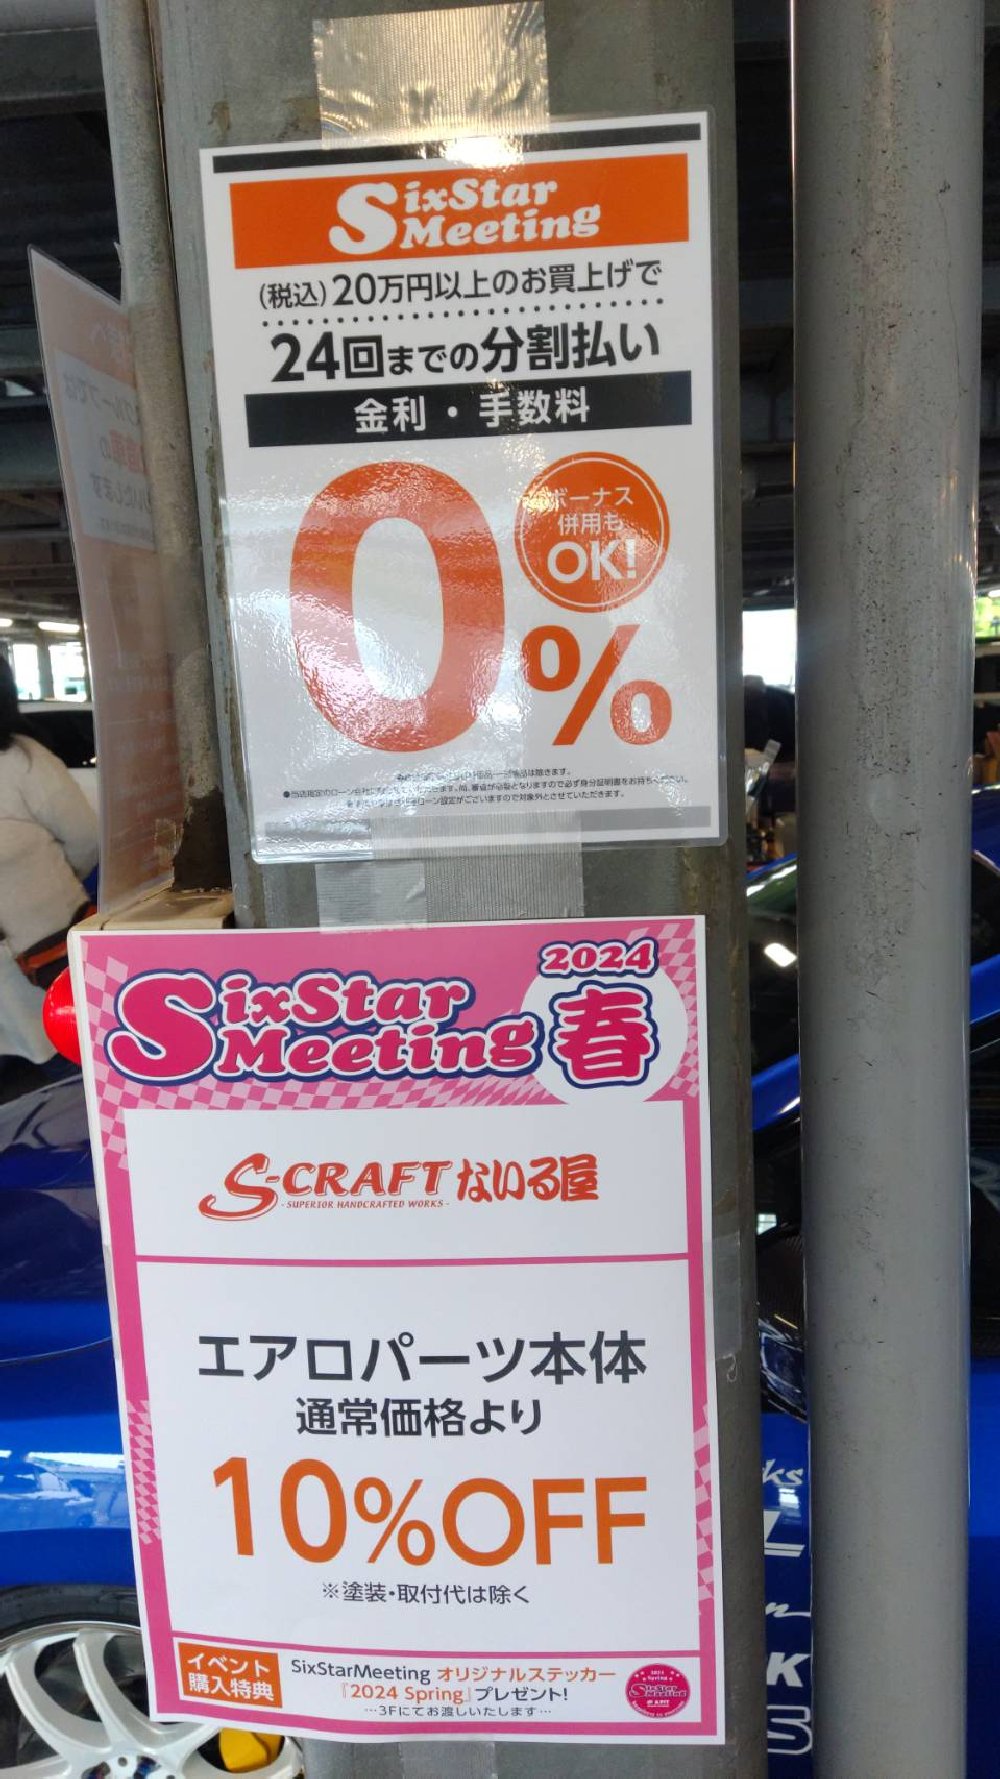 SixStar
Meeting
(税込)20万円以上のお買上げで
24回までの分割払い
金利・手数料
0%
ボーナス
併用も
OK!
SixStar
Meeting
2024
春
S-CRAFT ないる屋
- SUPERIOR HANDCRAFTED WORKS -
エアロパーツ本体
通常価格より
10%OFF
※塗装・取付代は除く
イベント
購入特典
SixStarMeeting オリジナルステッカー
『2024 Spring』プレゼント!
…3Fにてお渡しいたします…